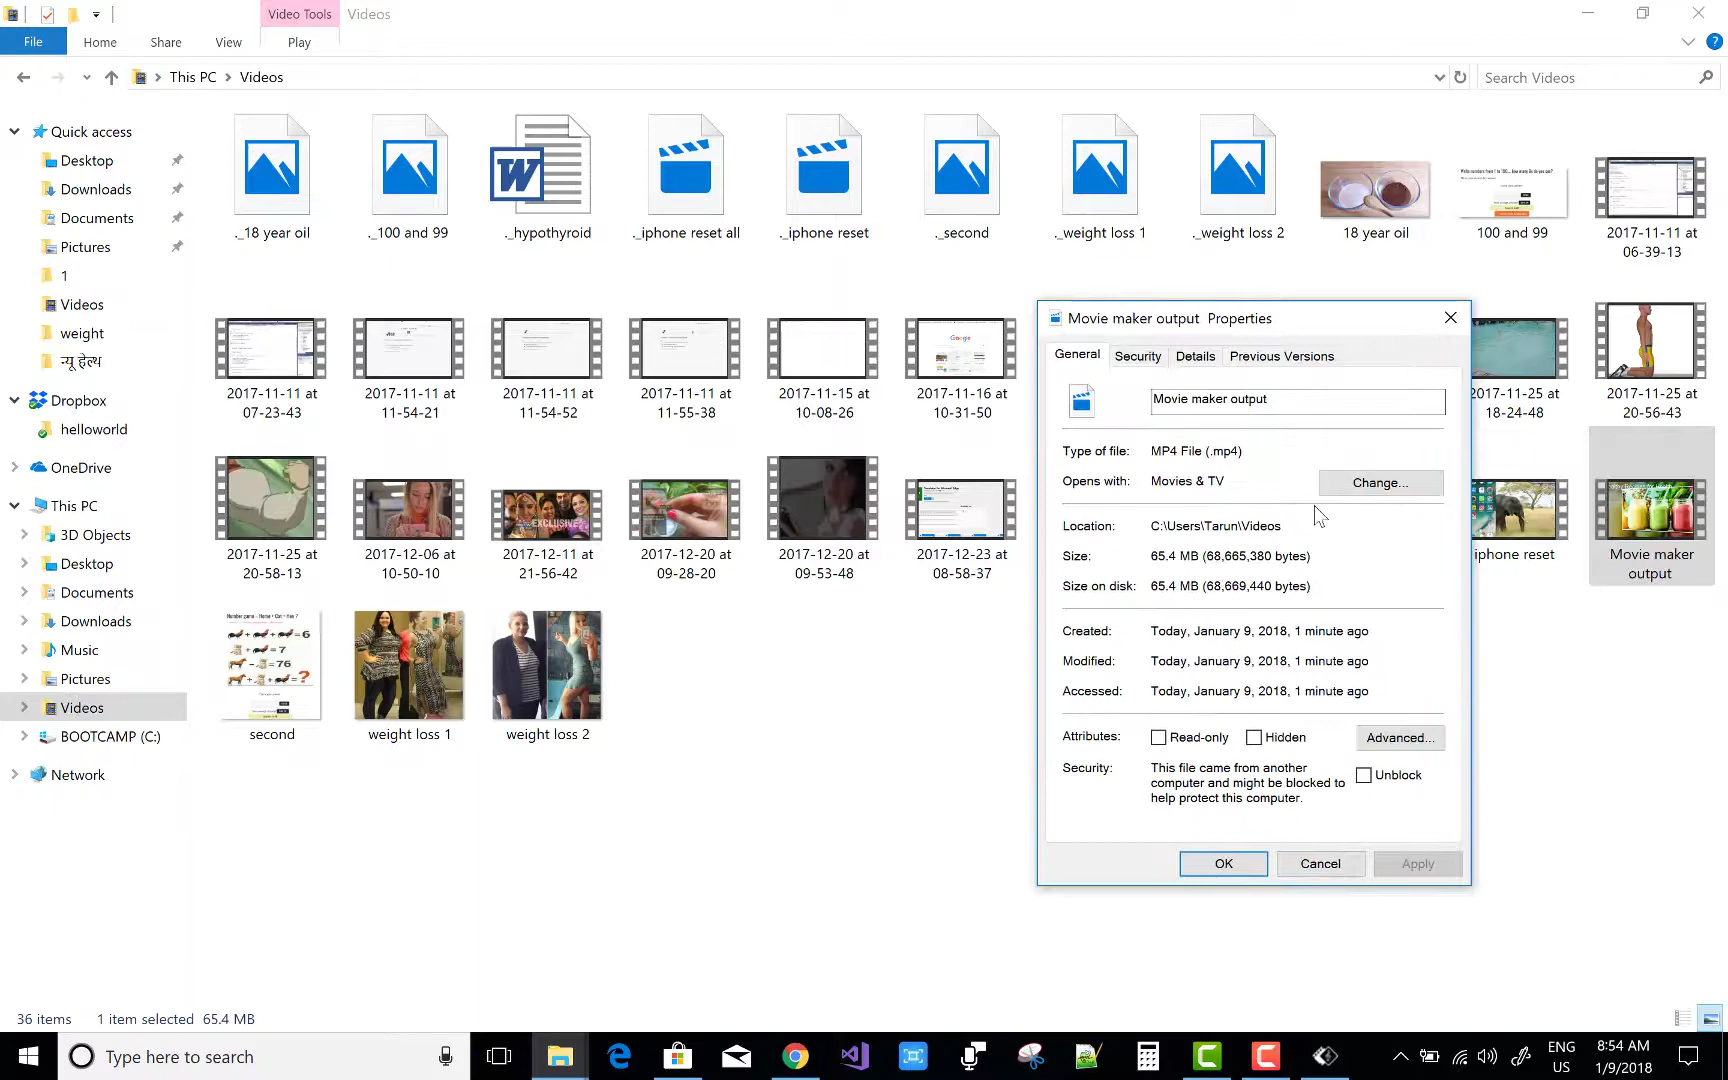 Video Tools
Videos
File
Home
Share
View
Play
This PC
Videos
Search Videos
Quick access
Desktop
Downloads
Documents
Pictures
1
Videos
weight
न्यू हेल्थ
Dropbox
helloworld
OneDrive
This PC
3D Objects
Desktop
Documents
Downloads
Music
Pictures
Videos
BOOTCAMP (C:)
Network
._18 year oil
._100 and 99
._hypothyroid
._iphone reset all
._iphone reset
._second
._weight loss 1
._weight loss 2
18 year oil
100 and 99
2017-11-11 at
06-39-13
2017-11-11 at
07-23-43
2017-11-11 at
11-54-21
2017-11-11 at
11-54-52
2017-11-11 at
11-55-38
2017-11-15 at
10-08-26
2017-11-16 at
10-31-50
2017-11-25 at
18-24-48
2017-11-25 at
20-56-43
2017-11-25 at
20-58-13
2017-12-06 at
10-50-10
EXCLUSIVE
2017-12-11 at
21-56-42
2017-12-20 at
09-28-20
2017-12-20 at
09-53-48
2017-12-23 at
08-58-37
iphone reset
Movie maker
output
second
weight loss 1
weight loss 2
Movie maker output Properties
General
Security
Details
Previous Versions
Movie maker output
Type of file: MP4 File (.mp4)
Opens with: Movies & TV
Change...
Location: C:\Users\Tarun\Videos
Size: 65.4 MB (68,665,380 bytes)
Size on disk: 65.4 MB (68,669,440 bytes)
Created: Today, January 9, 2018, 1 minute ago
Modified: Today, January 9, 2018, 1 minute ago
Accessed: Today, January 9, 2018, 1 minute ago
Attributes: Read-only Hidden Advanced...
Security: This file came from another
computer and might be blocked to
help protect this computer.
Unblock
OK
Cancel
Apply
36 items
1 item selected 65.4 MB
Type here to search
ENG
US
8:54 AM
1/9/2018